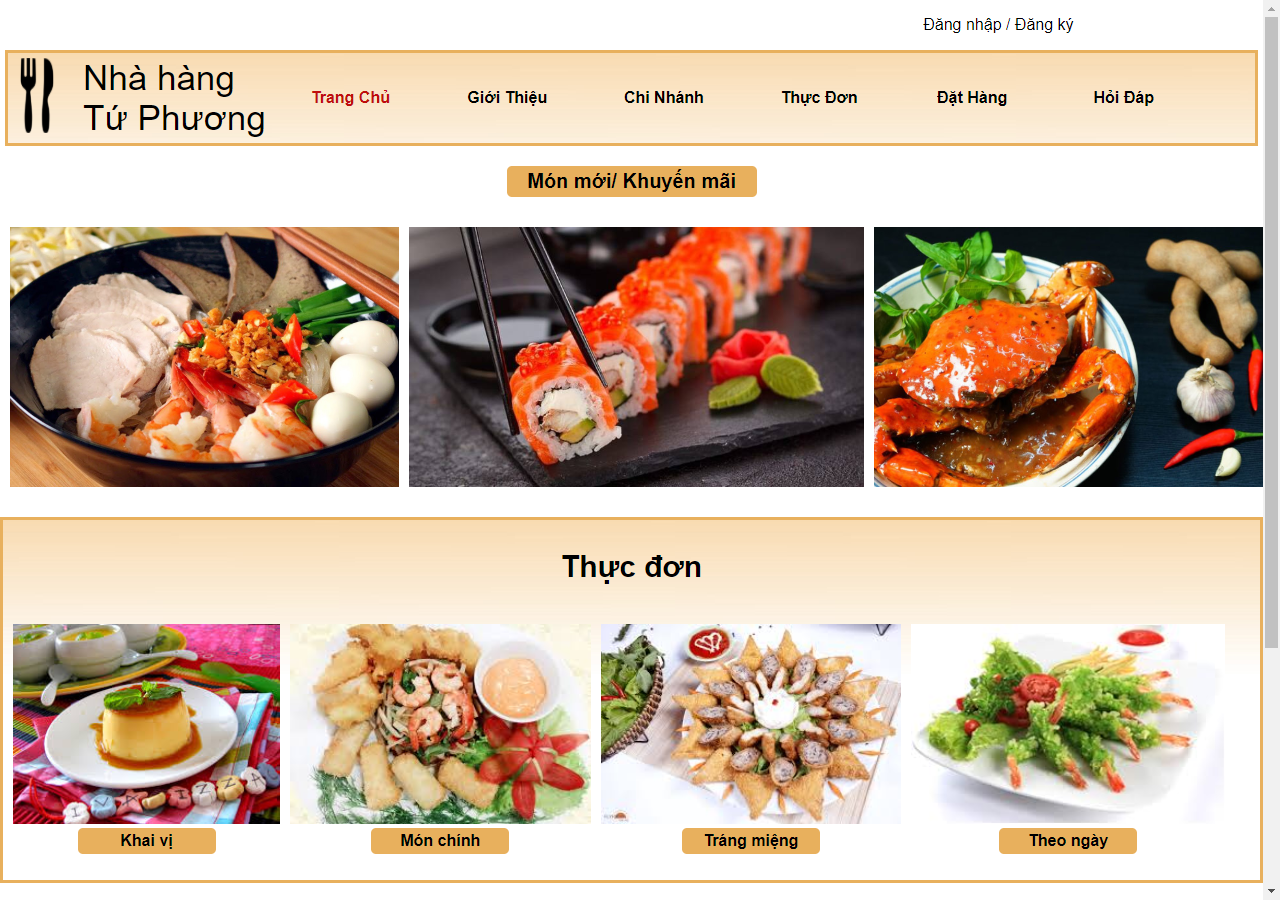 Đăng nhập / Đăng ký
Nhà hàng
Tứ Phương
Trang Chủ
Giới Thiệu
Chi Nhánh
Thực Đơn
Đặt Hàng
Hỏi Đáp
Món mới/ Khuyến mãi
Thực đơn
Khai vị
Món chính
Tráng miệng
Theo ngày